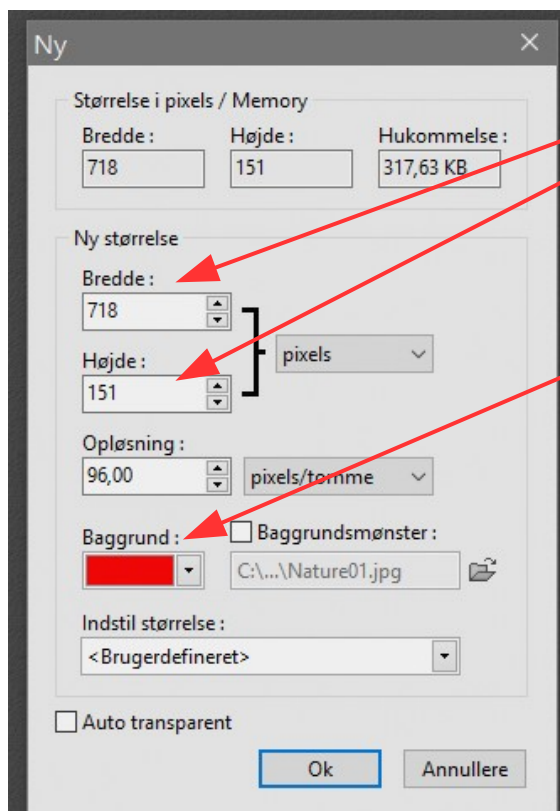 Ny
Størrelse i pixels / Memory
Bredde : Højde : Hukommelse :
718 151 317,63 KB
Ny størrelse
Bredde :
718
pixels
Højde :
151
Opløsning :
96,00 pixels/tomme
Baggrund : Baggrundsmønster :
C:\...\Nature01.jpg
Indstil størrelse :
<Brugerdefineret>
Auto transparent
Ok Annullere